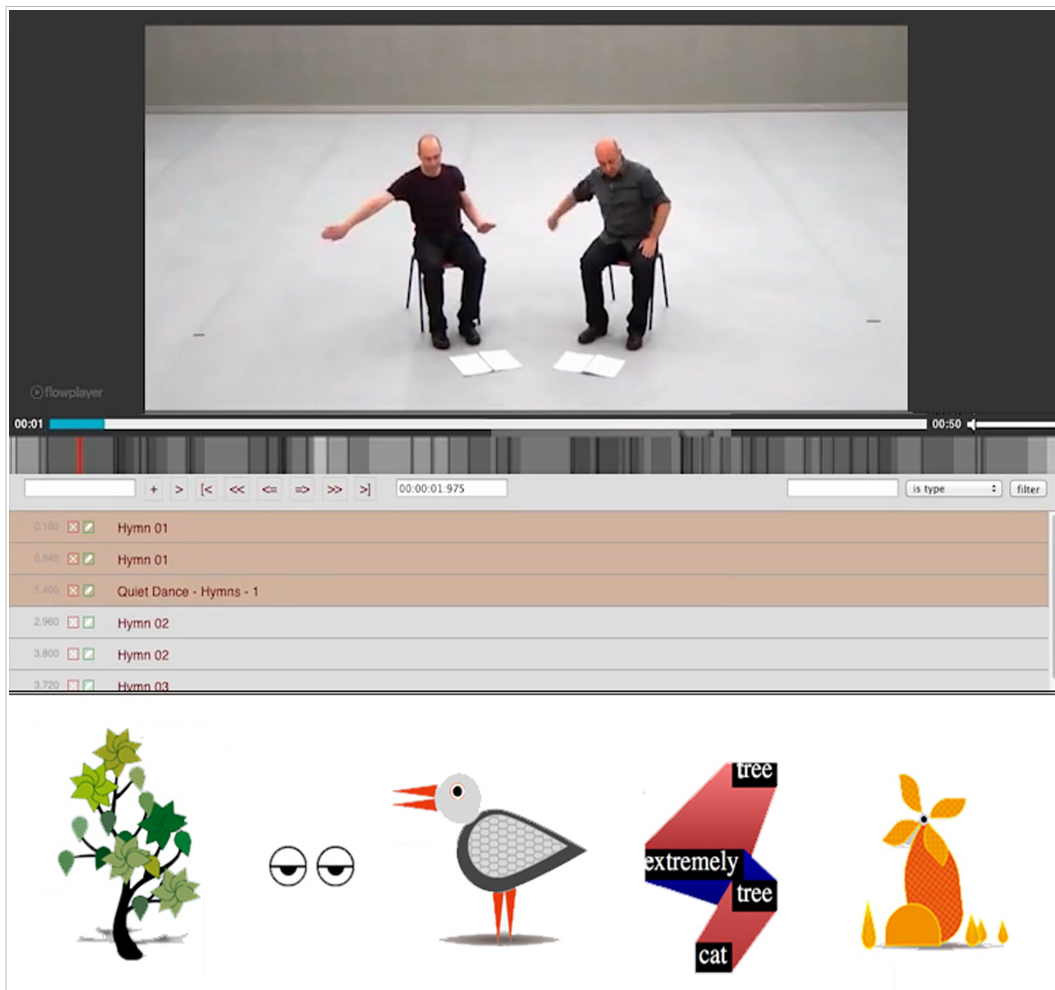 flowplayer
00:01 00:50
+ > [< << <= => >> >] 00:00:01:975 is type filter
0.160 Hymn 01
0.840 Hymn 01
1.400 Quiet Dance - Hymns - 1
2.960 Hymn 02
3.800 Hymn 02
3.720 Hymn 03
tree
extremely
tree
cat